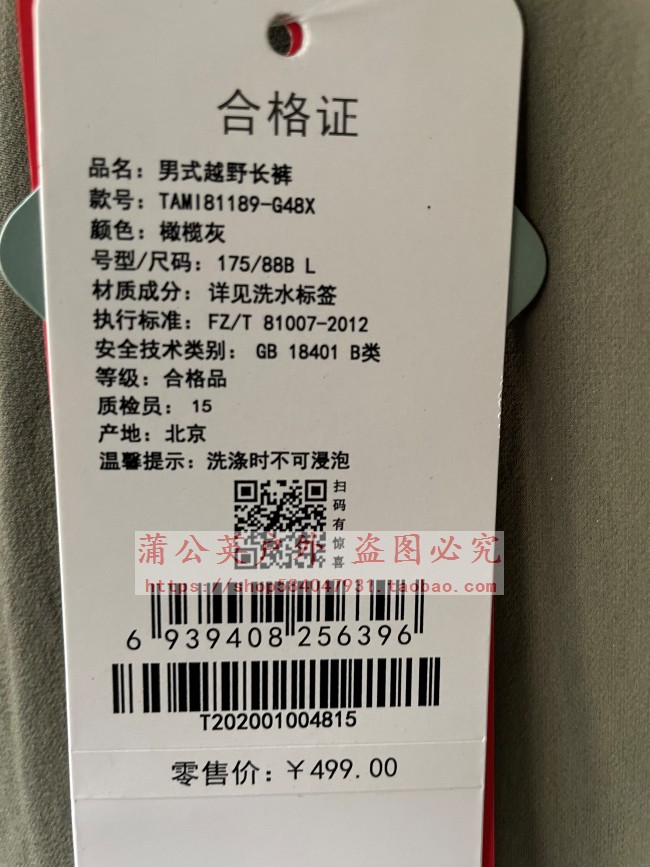 合格证
品名：男式越野长裤
款号：TAMI81189-G48X
颜色：橄榄灰
号型/尺码：175/88B L
材质成分：详见洗水标签
执行标准：FZ/T 81007-2012
安全技术类别：GB 18401 B类
等级：合格品
质检员：15
产地：北京
温馨提示：洗涤时不可浸泡
扫码有惊喜
蒲公英户外 盗图必究
https://shop584047931.taobao.com
6 939408 256396
T202001004815
零售价：￥499.00